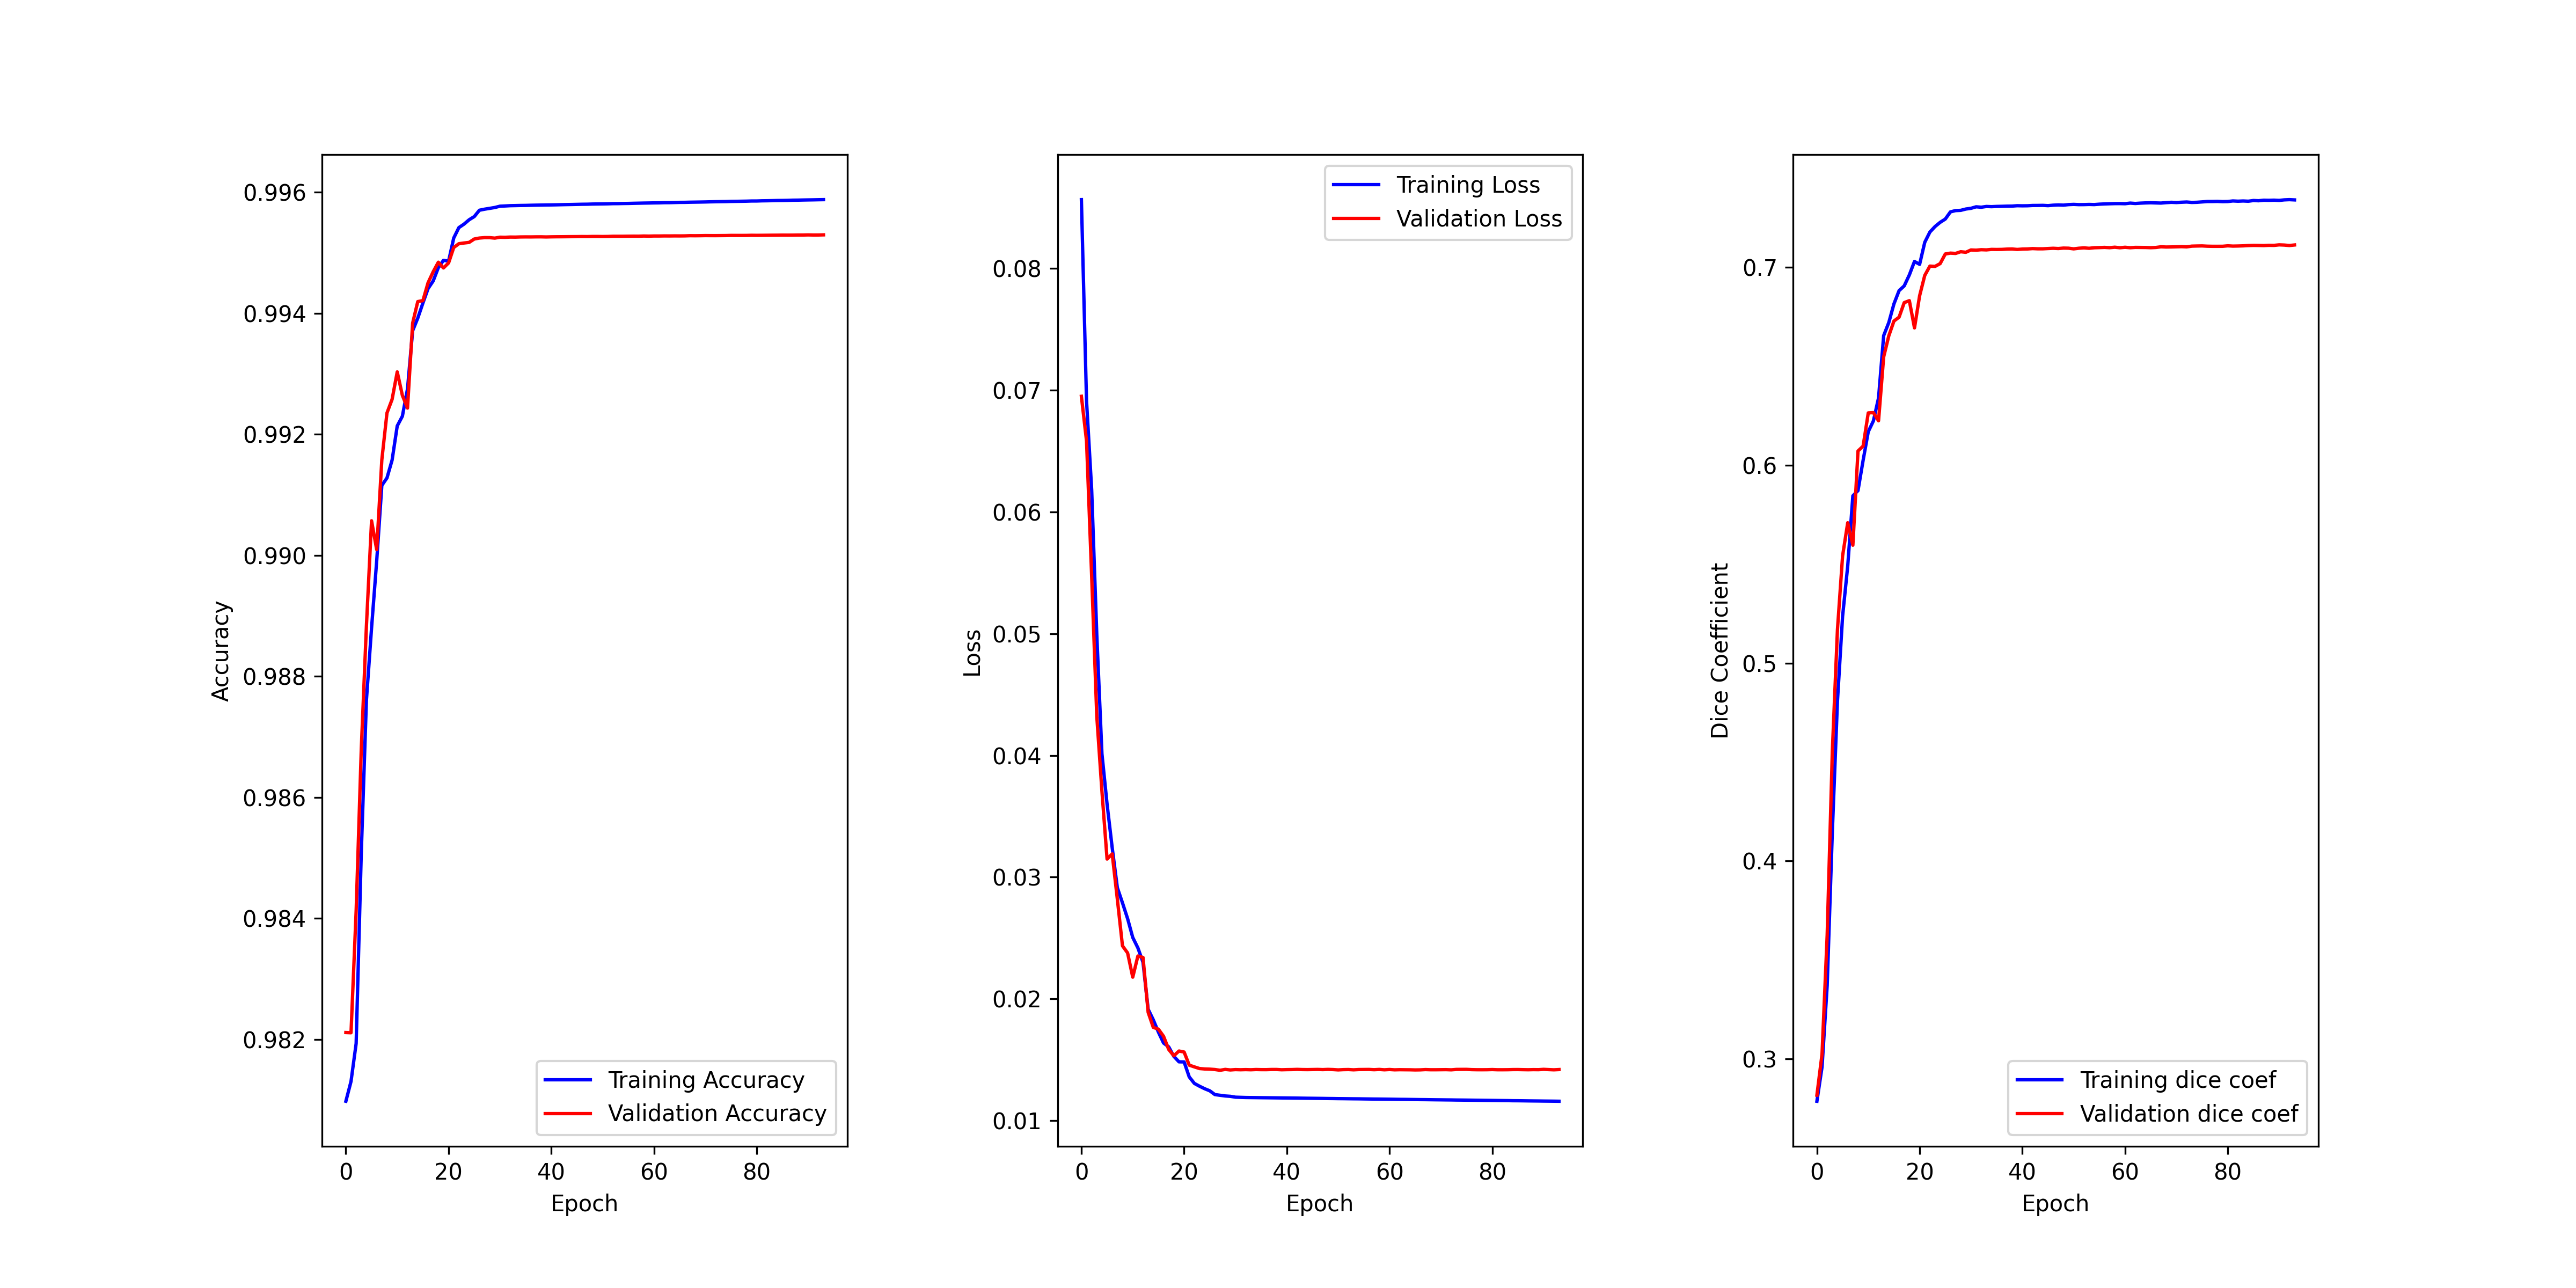 0.996
0.994
0.992
0.990
0.988
0.986
0.984
0.982
Accuracy
Training Accuracy
Validation Accuracy
0 20 40 60 80
Epoch
Training Loss
Validation Loss
0.08
0.07
0.06
0.05
0.04
0.03
0.02
0.01
Loss
0 20 40 60 80
Epoch
0.7
0.6
0.5
0.4
0.3
Dice Coefficient
Training dice coef
Validation dice coef
0 20 40 60 80
Epoch